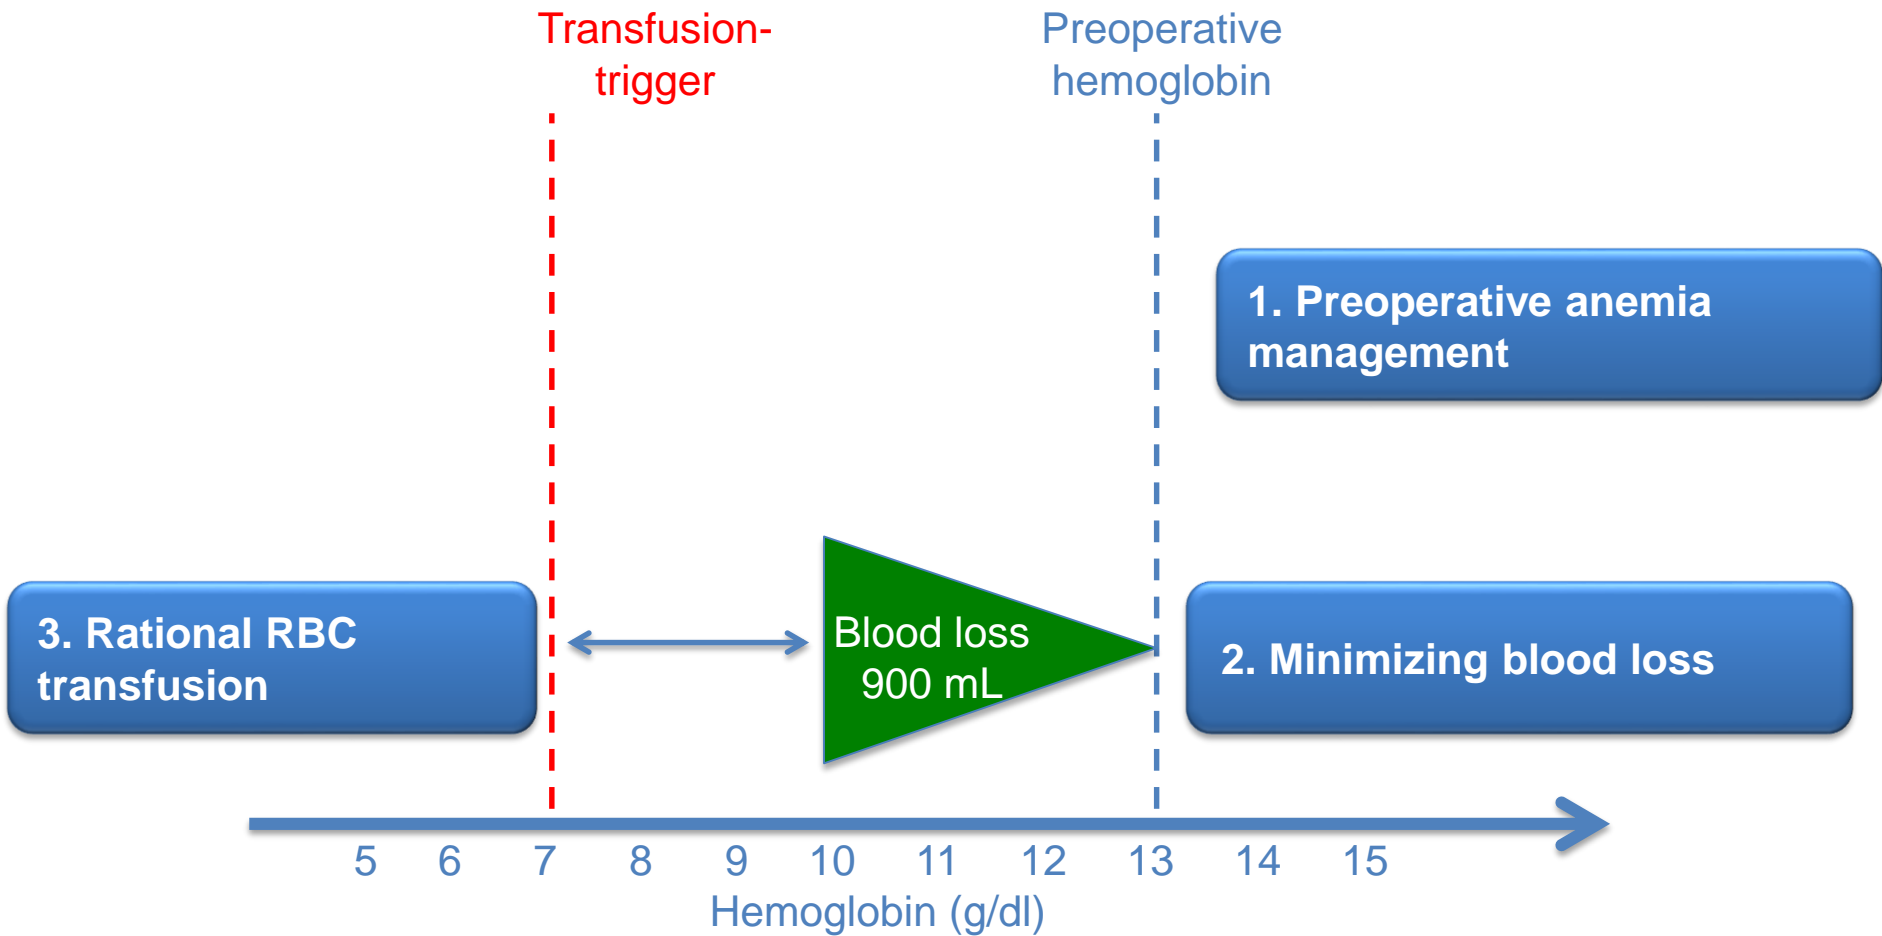 Transfusion-
trigger
Preoperative
hemoglobin
1. Preoperative anemia
management
3. Rational RBC
transfusion
Blood loss
900 mL
2. Minimizing blood loss
5 6 7 8 9 10 11 12 13 14 15
Hemoglobin (g/dl)